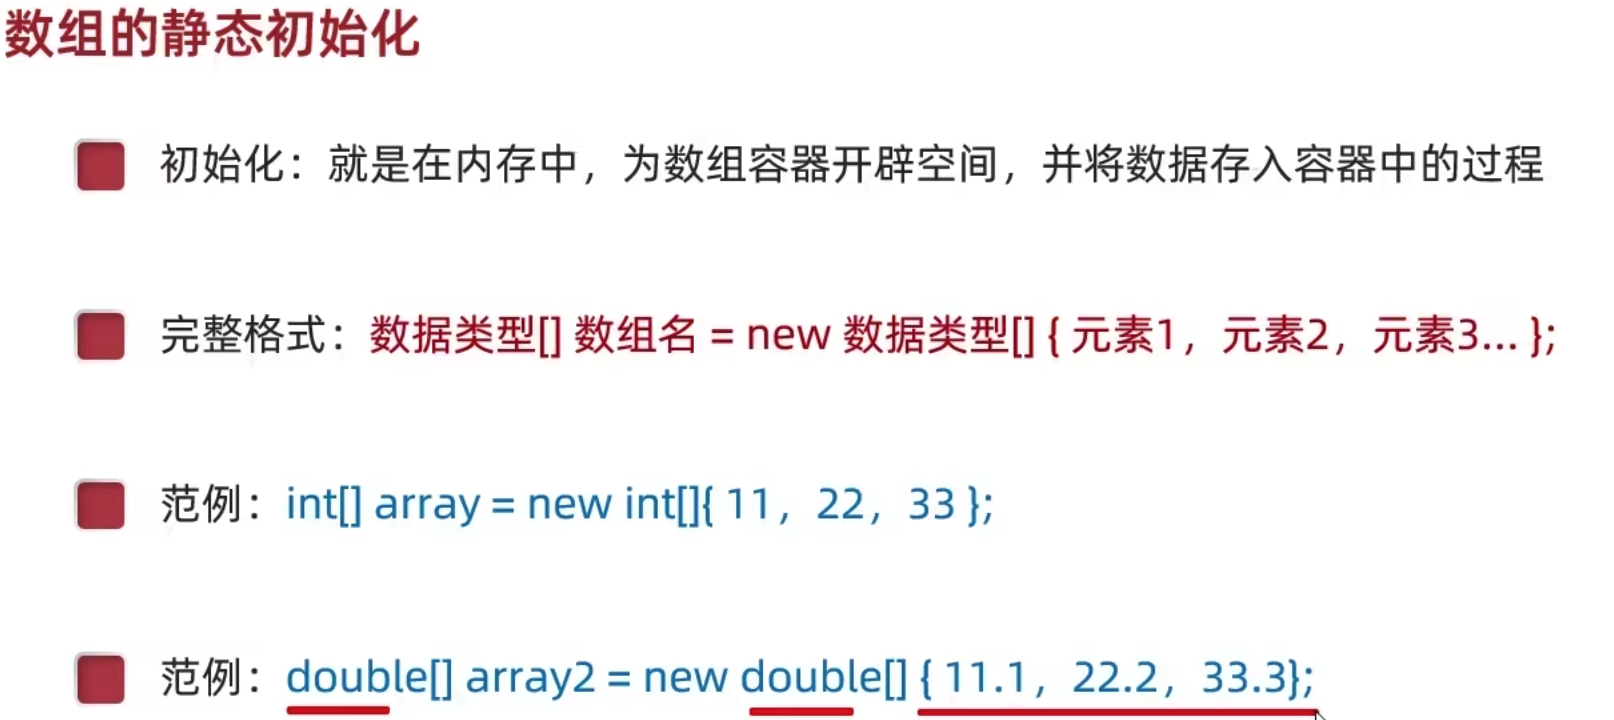 数组的静态初始化
初始化：就是在内存中，为数组容器开辟空间，并将数据存入容器中的过程
完整格式：数据类型[] 数组名 = new 数据类型[] { 元素1，元素2，元素3... };
范例：int[] array = new int[]{ 11，22，33 };
范例：double[] array2 = new double[] { 11.1，22.2，33.3};